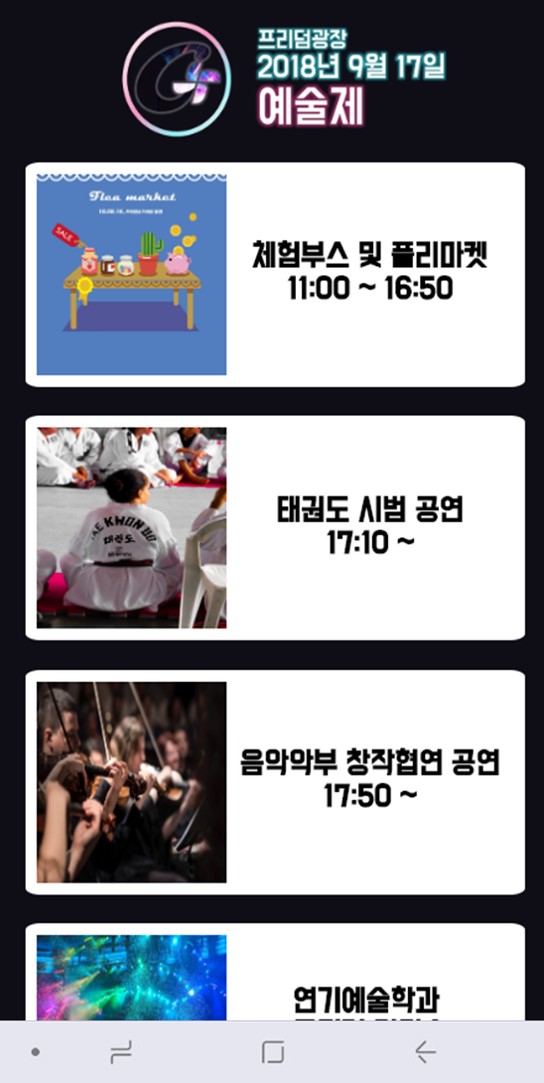 프리덤광장
2018년 9월 17일
예술제
Flea market
SALE
체험부스 및 플리마켓
11:00 ~ 16:50
TAE KWON DO
태권도
태권도 시범 공연
17:10 ~
음악악부 창작협연 공연
17:50 ~
연기예술학과